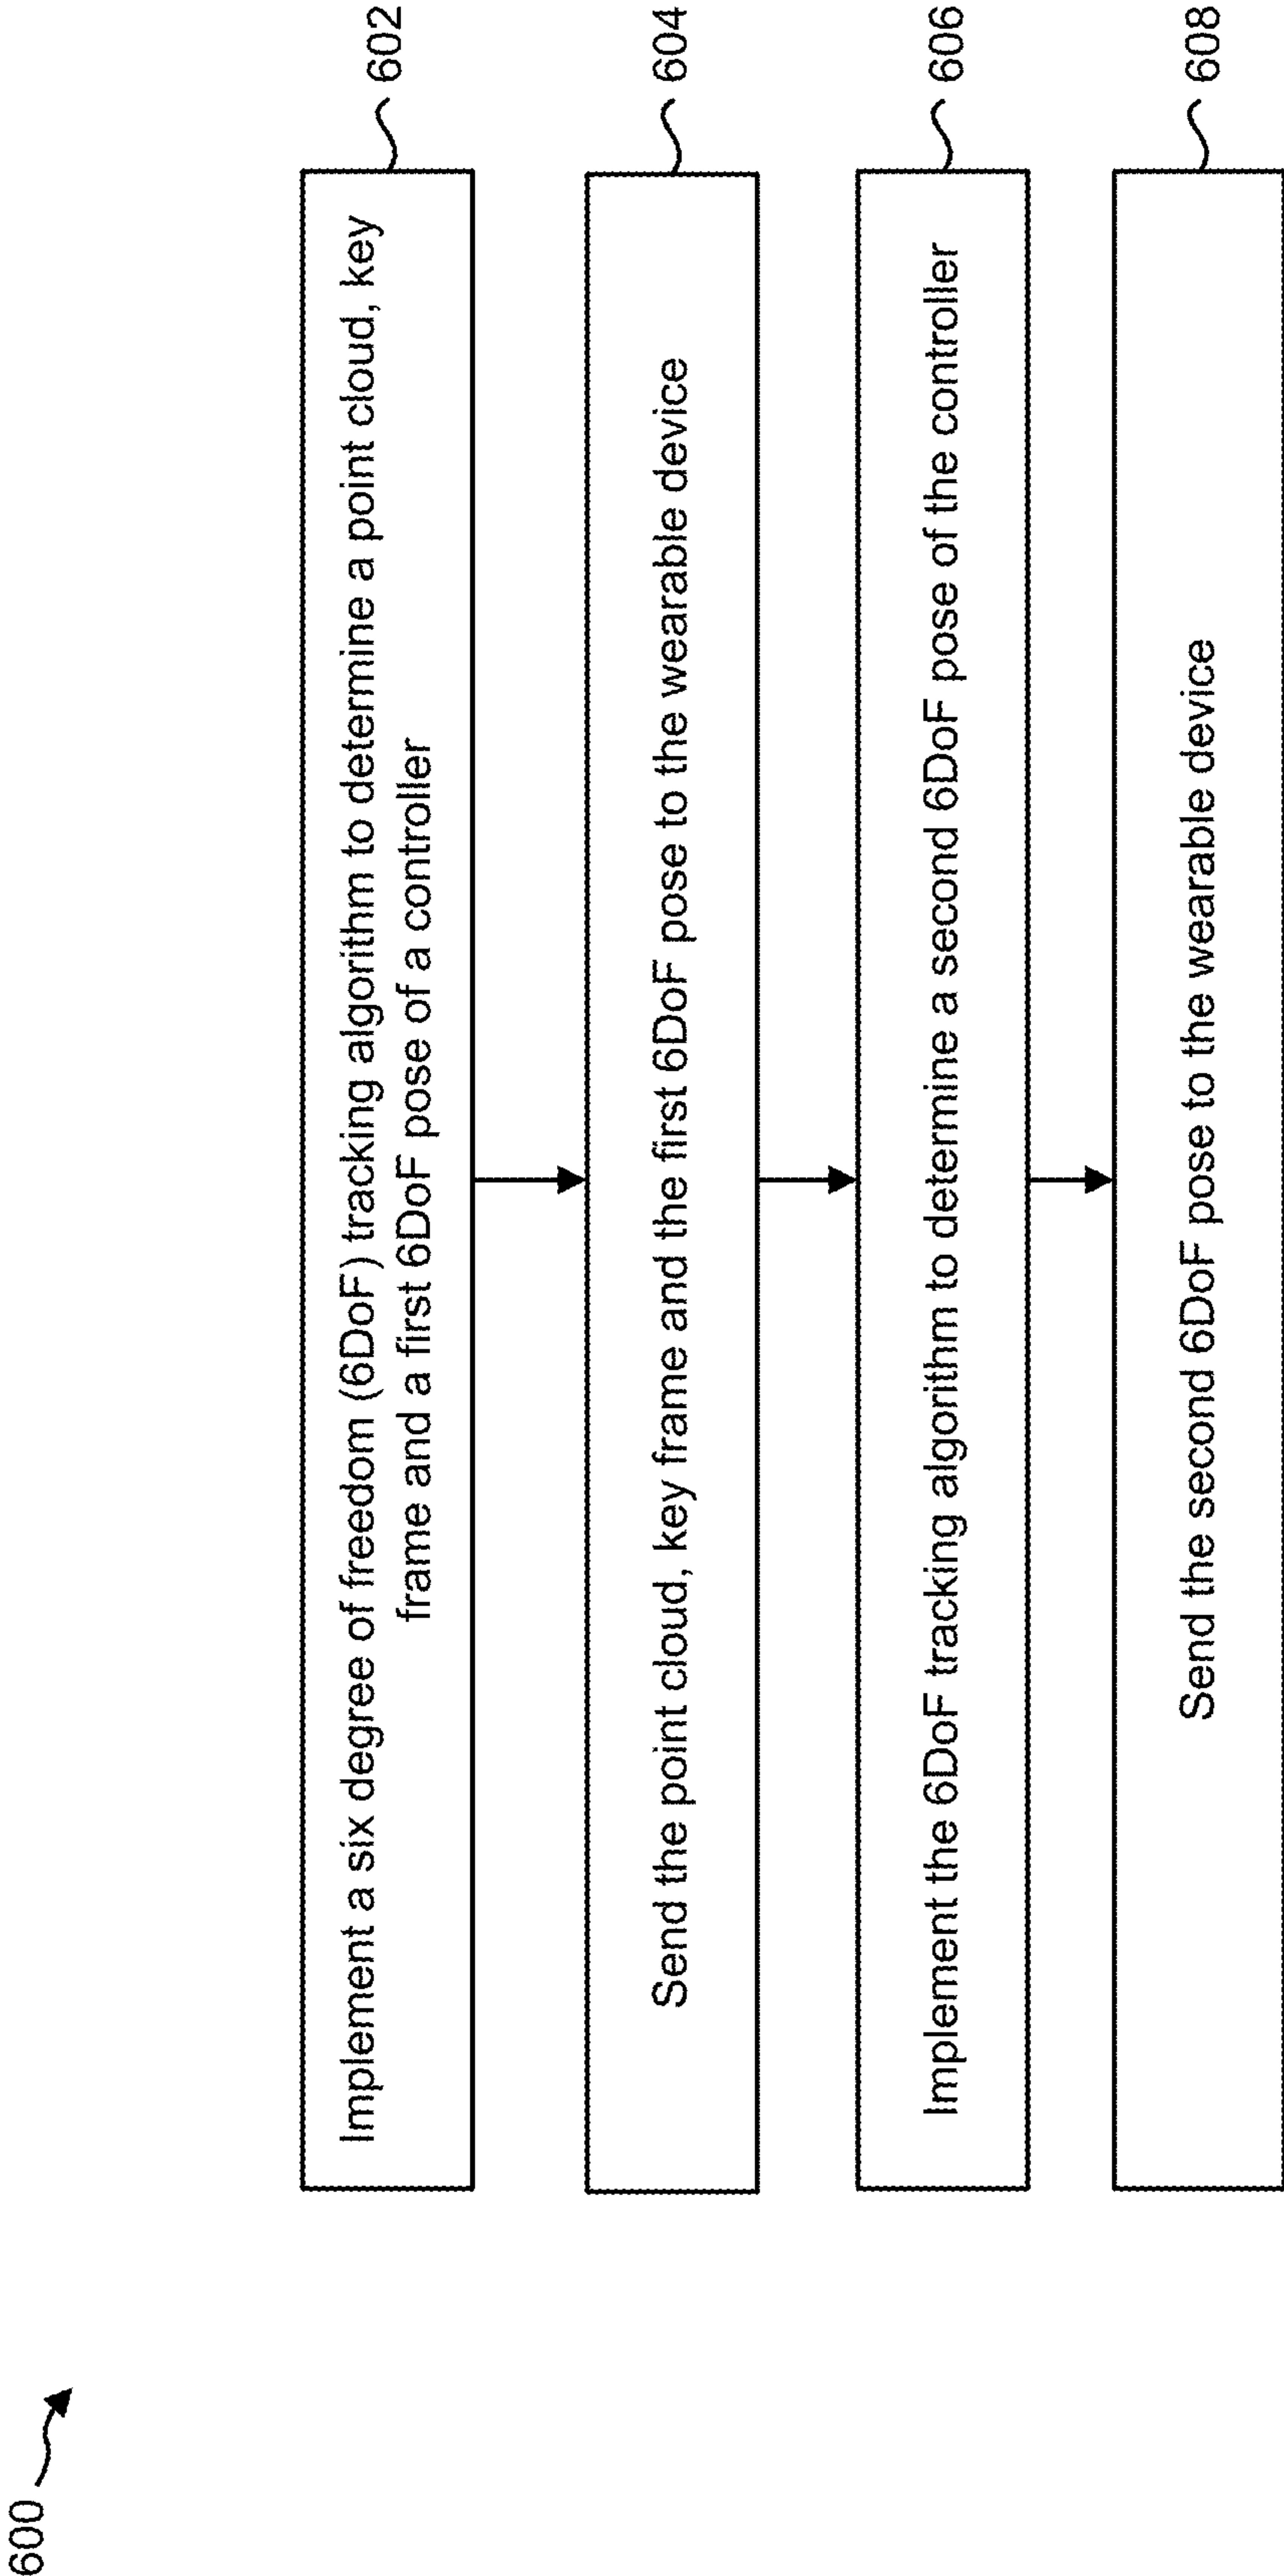 600
Implement a six degree of freedom (6DoF) tracking algorithm to determine a point cloud, key
frame and a first 6DoF pose of a controller
602
Send the point cloud, key frame and the first 6DoF pose to the wearable device
604
Implement the 6DoF tracking algorithm to determine a second 6DoF pose of the controller
606
Send the second 6DoF pose to the wearable device
608